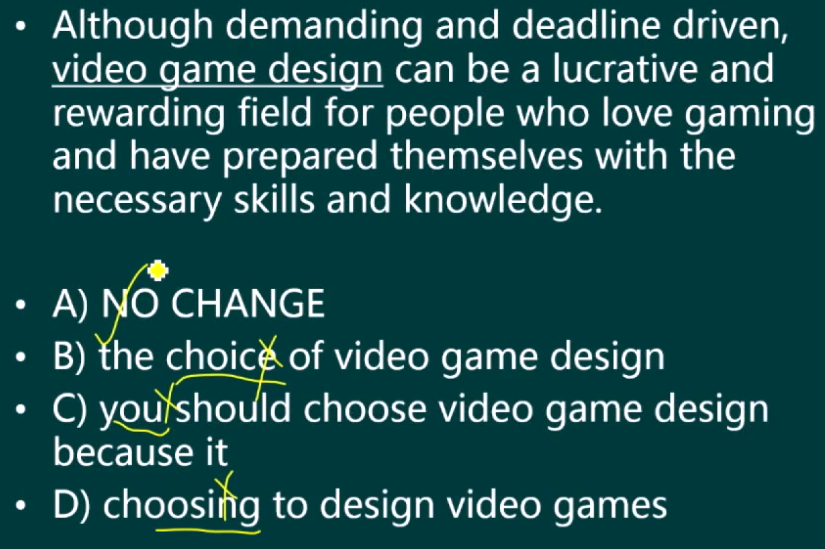 • Although demanding and deadline driven,
video game design can be a lucrative and
rewarding field for people who love gaming
and have prepared themselves with the
necessary skills and knowledge.
• A) NO CHANGE
• B) the choice of video game design
• C) you should choose video game design
because it
• D) choosing to design video games